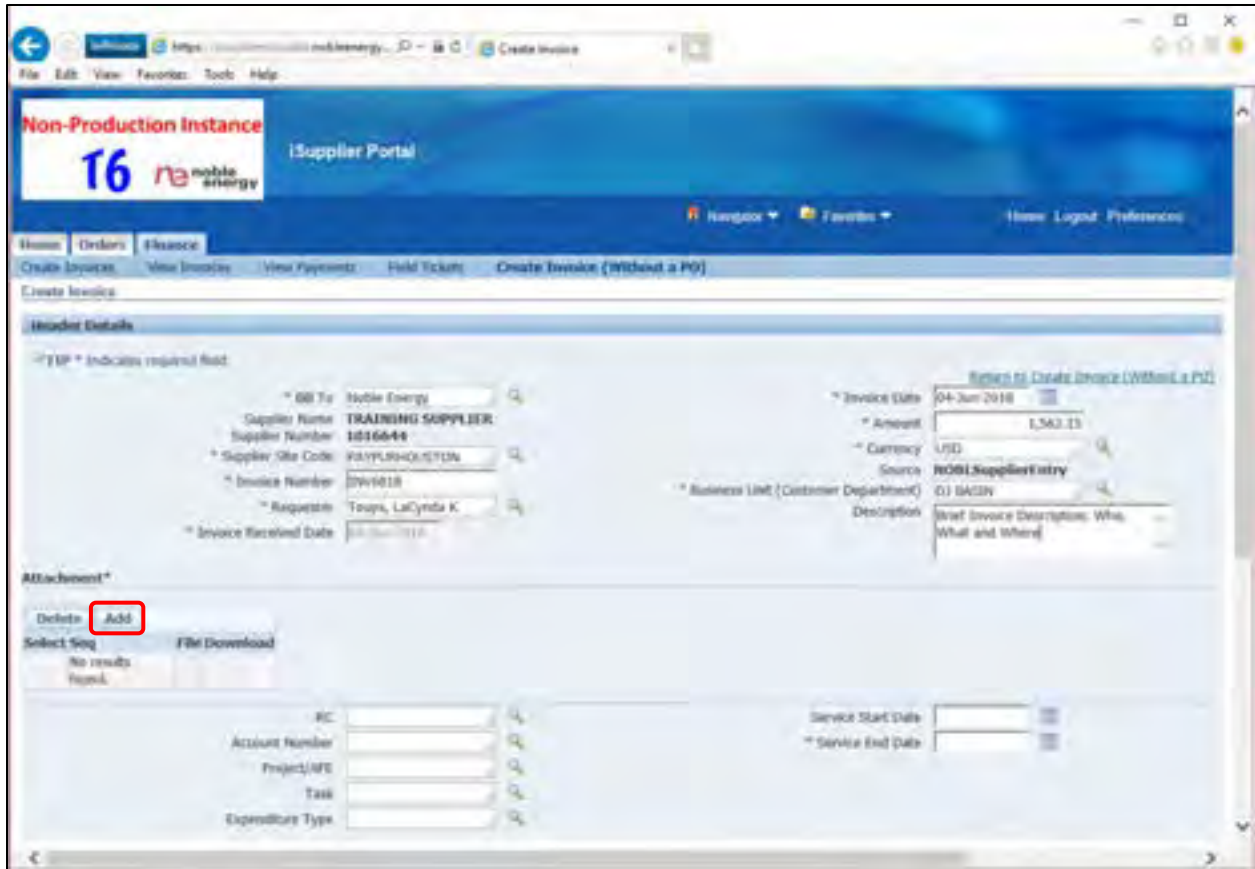 https nobleenergy... Create Invoice
File Edit View Favorites Tools Help
Non-Production Instance
T6 ne noble energy
iSupplier Portal
Navigator Favorites Home Logout Preferences
Home Orders Finance
Create Invoices View Invoices View Payments Field Tickets Create Invoice (Without a PO)
Create Invoice
Header Details
* Indicates required field
Return to Create Invoice (Without a PO)
* Bill To Noble Energy
Supplier Name TRAINING SUPPLIER
Supplier Number 1016644
* Supplier Site Code PAYPURHOUSTON
* Invoice Number
* Requester Toups, LaCynda K
* Invoice Received Date
* Invoice Date 04-Jun-2018
* Amount 1,562.15
* Currency USD
Source NOBLSupplierEntry
* Business Unit (Customer Department) DJ BASIN
Description Brief Invoice Description, Who,
What and Where
Attachment*
Delete Add
Select Seq File Download
No results
found.
RC
Account Number
Project/AFE
Task
Expenditure Type
Service Start Date
* Service End Date